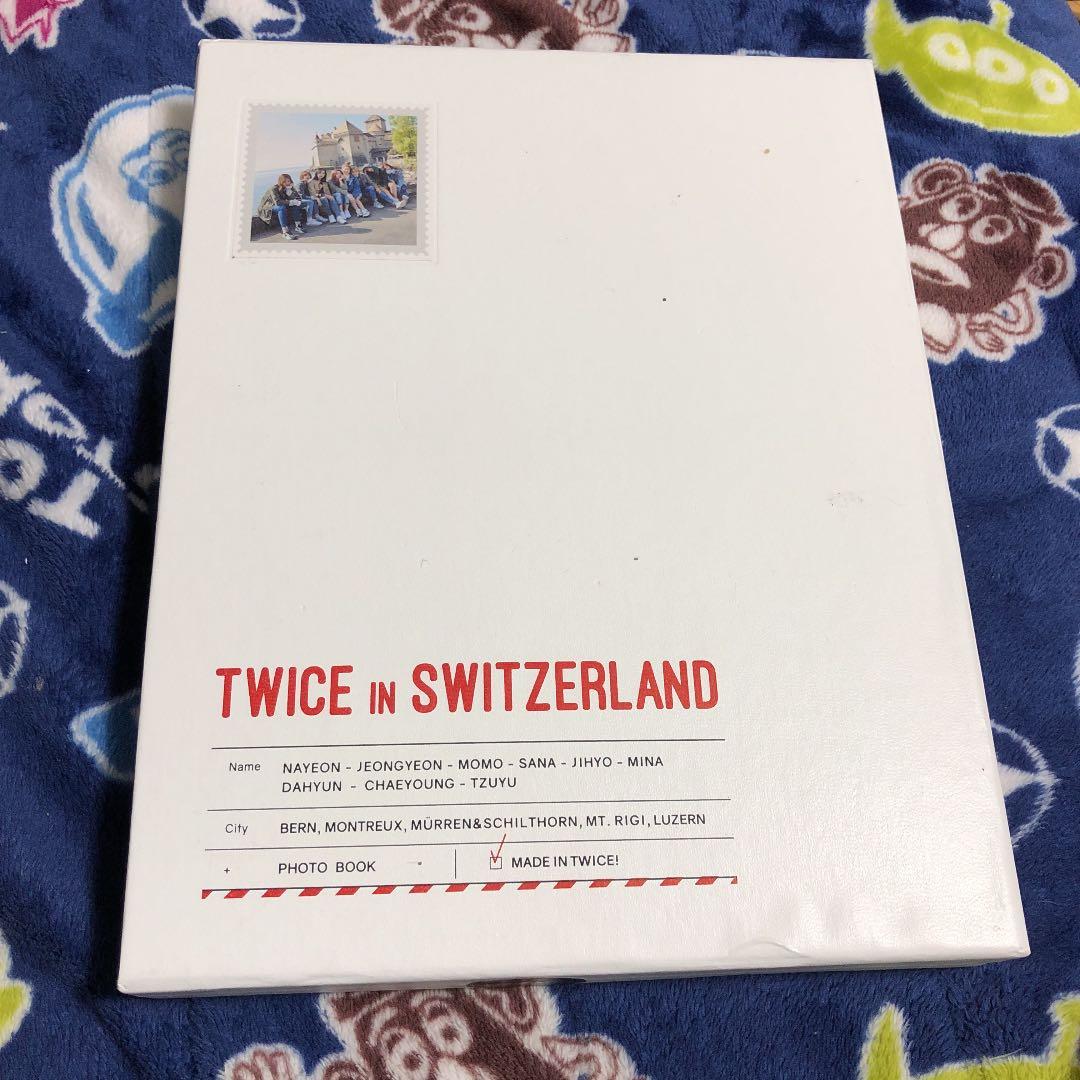 TWICE IN SWITZERLAND
Name NAYEON - JEONGYEON - MOMO - SANA - JIHYO - MINA
DAHYUN - CHAEYOUNG - TZUYU
City BERN, MONTREUX, MÜRREN&SCHILTHORN, MT. RIGI, LUZERN
+ PHOTO BOOK MADE IN TWICE!